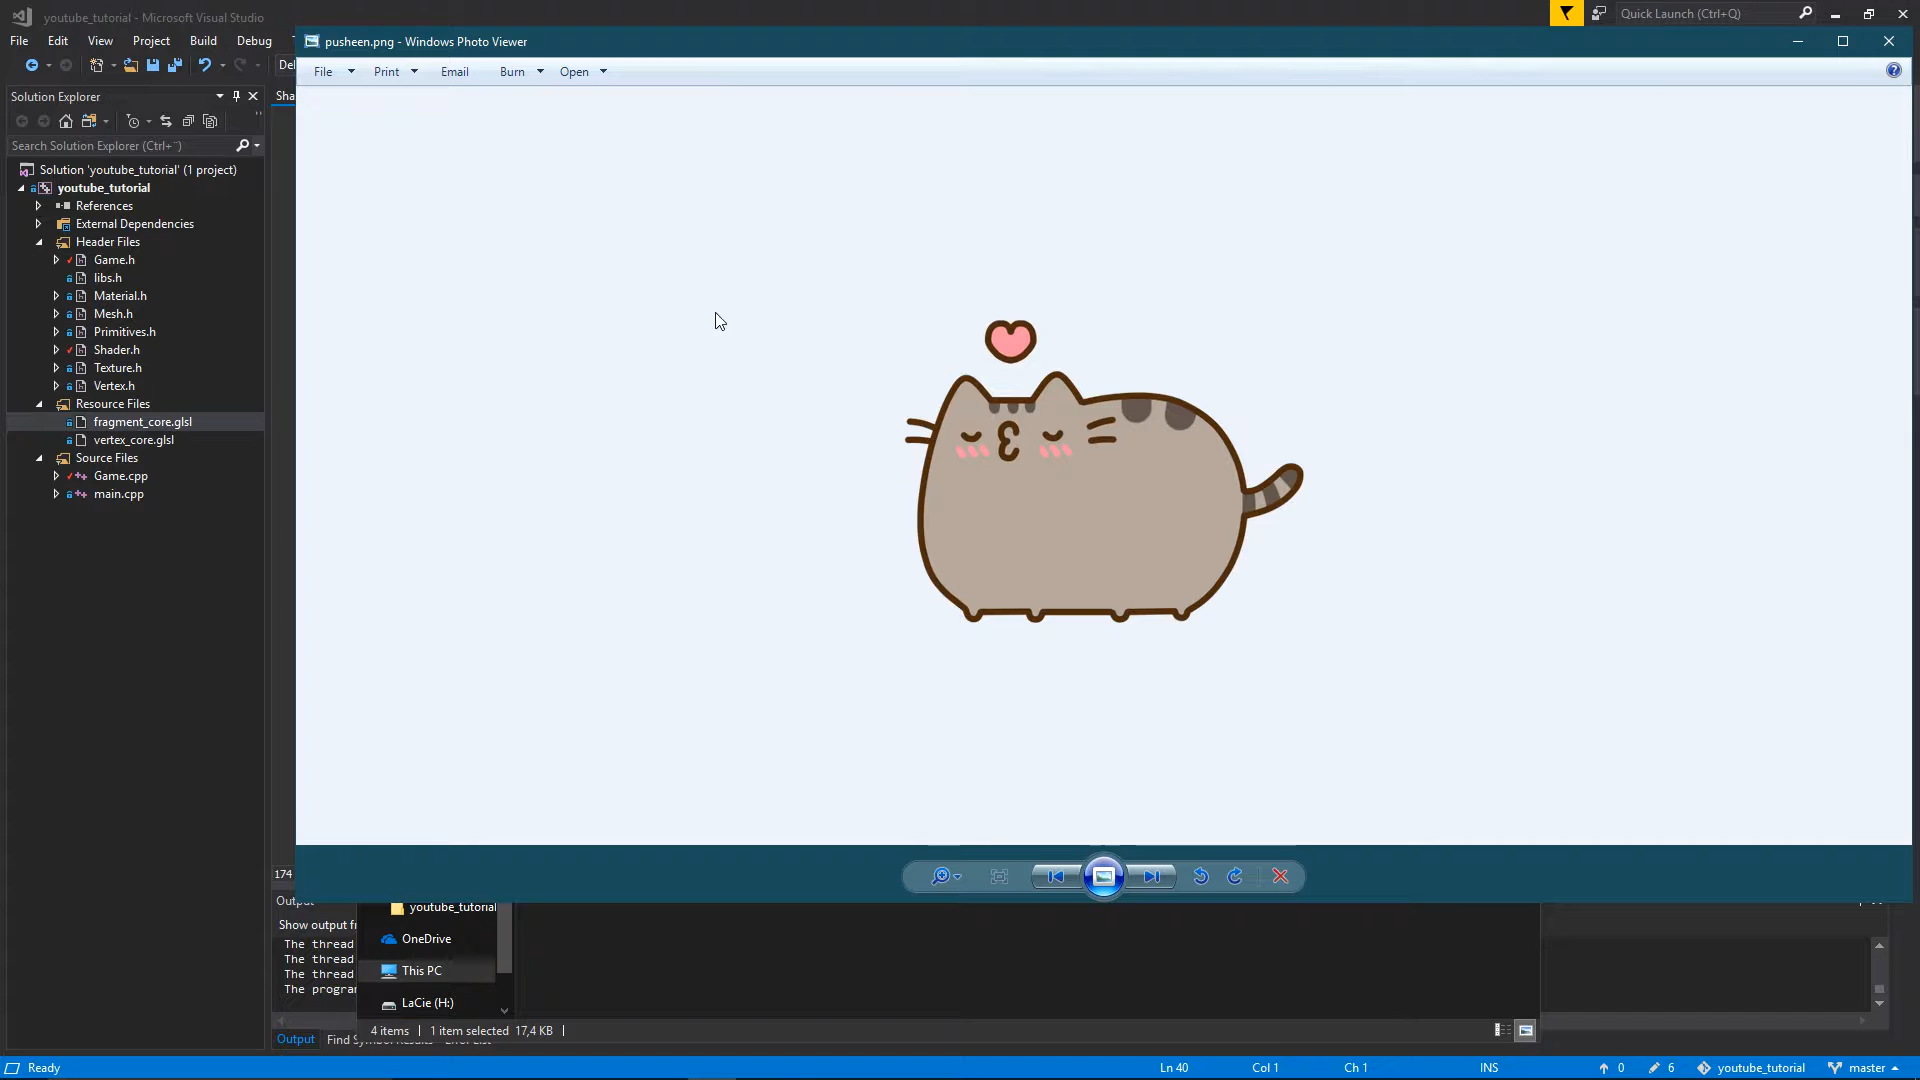 youtube_tutorial - Microsoft Visual Studio
Quick Launch (Ctrl+Q)
File Edit View Project Build Debug
pusheen.png - Windows Photo Viewer
File Print Email Burn Open
Solution Explorer
Search Solution Explorer (Ctrl+¨)
Solution 'youtube_tutorial' (1 project)
youtube_tutorial
References
External Dependencies
Header Files
Game.h
libs.h
Material.h
Mesh.h
Primitives.h
Shader.h
Texture.h
Vertex.h
Resource Files
fragment_core.glsl
vertex_core.glsl
Source Files
Game.cpp
main.cpp
174
Show output
The thread
The thread
The thread
The
youtube_tutorial
OneDrive
This PC
LaCie (H:)
4 items 1 item selected 17,4 KB
Output Find
Ready Ln 40 Col 1 Ch 1 INS 0 6 youtube_tutorial master